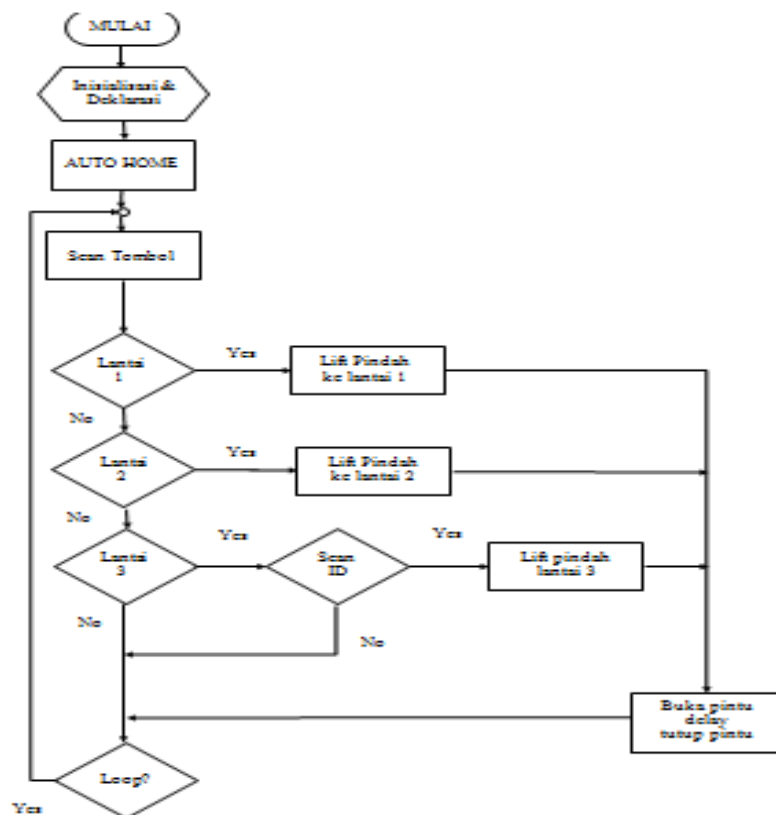 MULAI
Inisialisasi &
Deklarasi
AUTO HOME
Scan Tombol
Lantai
1
Yes
Lift Pindah
ke lantai 1
No
Lantai
2
Yes
Lift Pindah
ke lantai 2
No
Lantai
3
Yes
Scan
ID
Yes
Lift pindah
lantai 3
No
No
Buka pintu
delay
tutup pintu
Loop?
Yes